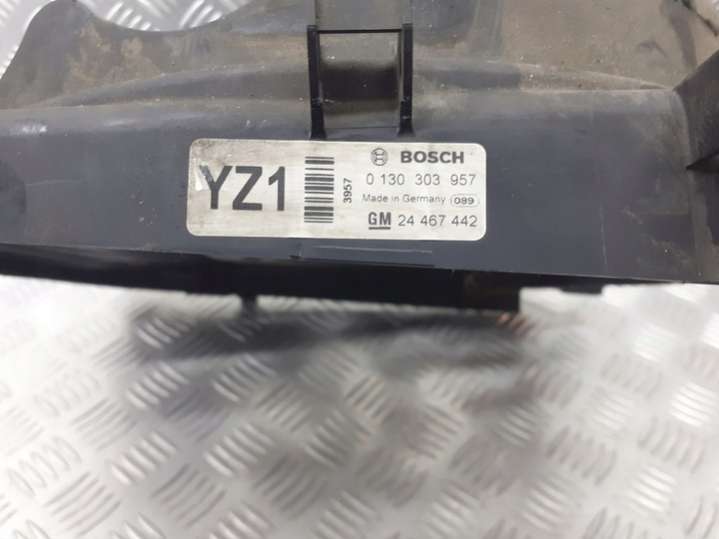 YZ1
3957
BOSCH
0 130 303 957
Made in Germany 089
GM 24 467 442